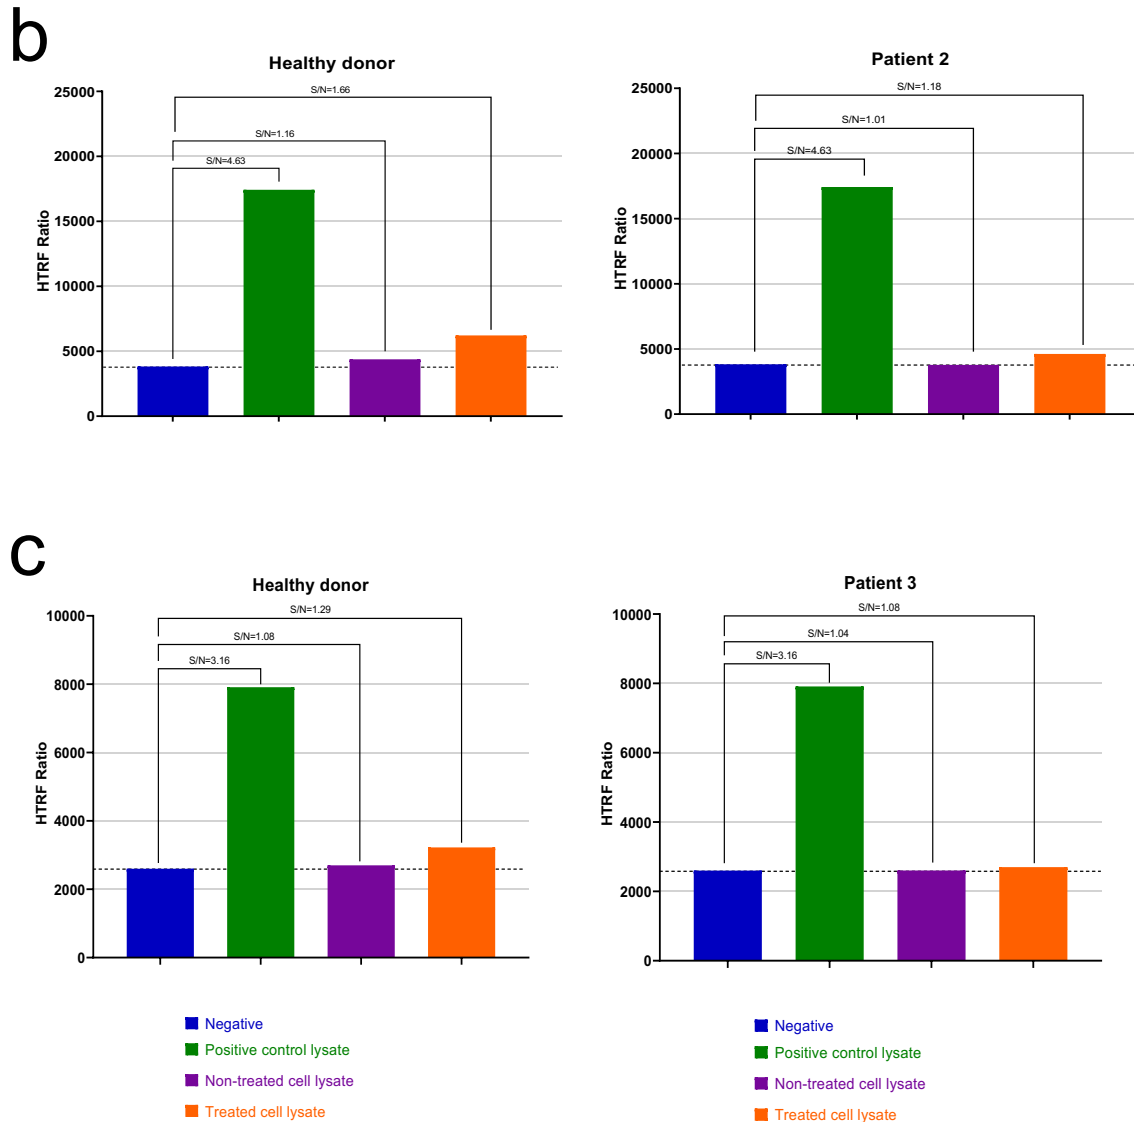 b
Healthy donor
S/N=1.66
S/N=1.16
S/N=4.63
HTRF Ratio
25000
20000
15000
10000
5000
0
Patient 2
S/N=1.18
S/N=1.01
S/N=4.63
HTRF Ratio
25000
20000
15000
10000
5000
0
c
Healthy donor
S/N=1.29
S/N=1.08
S/N=3.16
HTRF Ratio
10000
8000
6000
4000
2000
0
Patient 3
S/N=1.08
S/N=1.04
S/N=3.16
HTRF Ratio
10000
8000
6000
4000
2000
0
Negative
Positive control lysate
Non-treated cell lysate
Treated cell lysate
Negative
Positive control lysate
Non-treated cell lysate
Treated cell lysate